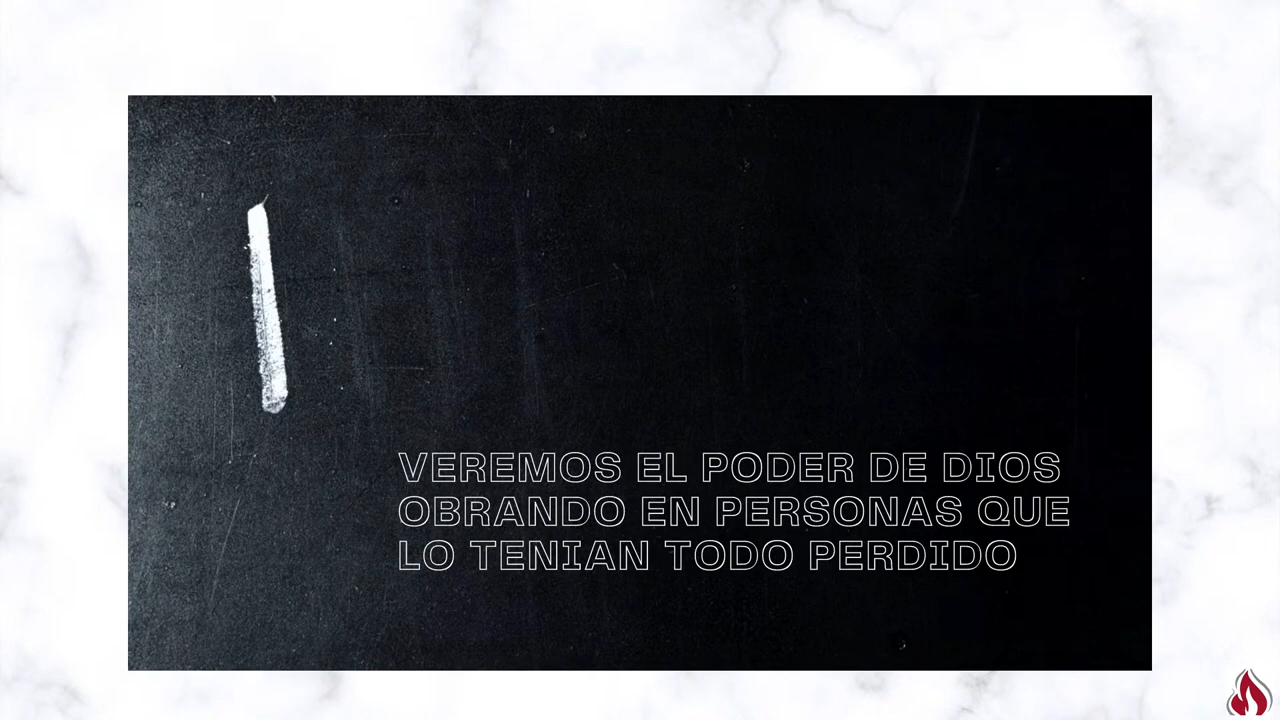 VEREMOS EL PODER DE DIOS
OBRANDO EN PERSONAS QUE
LO TENIAN TODO PERDIDO